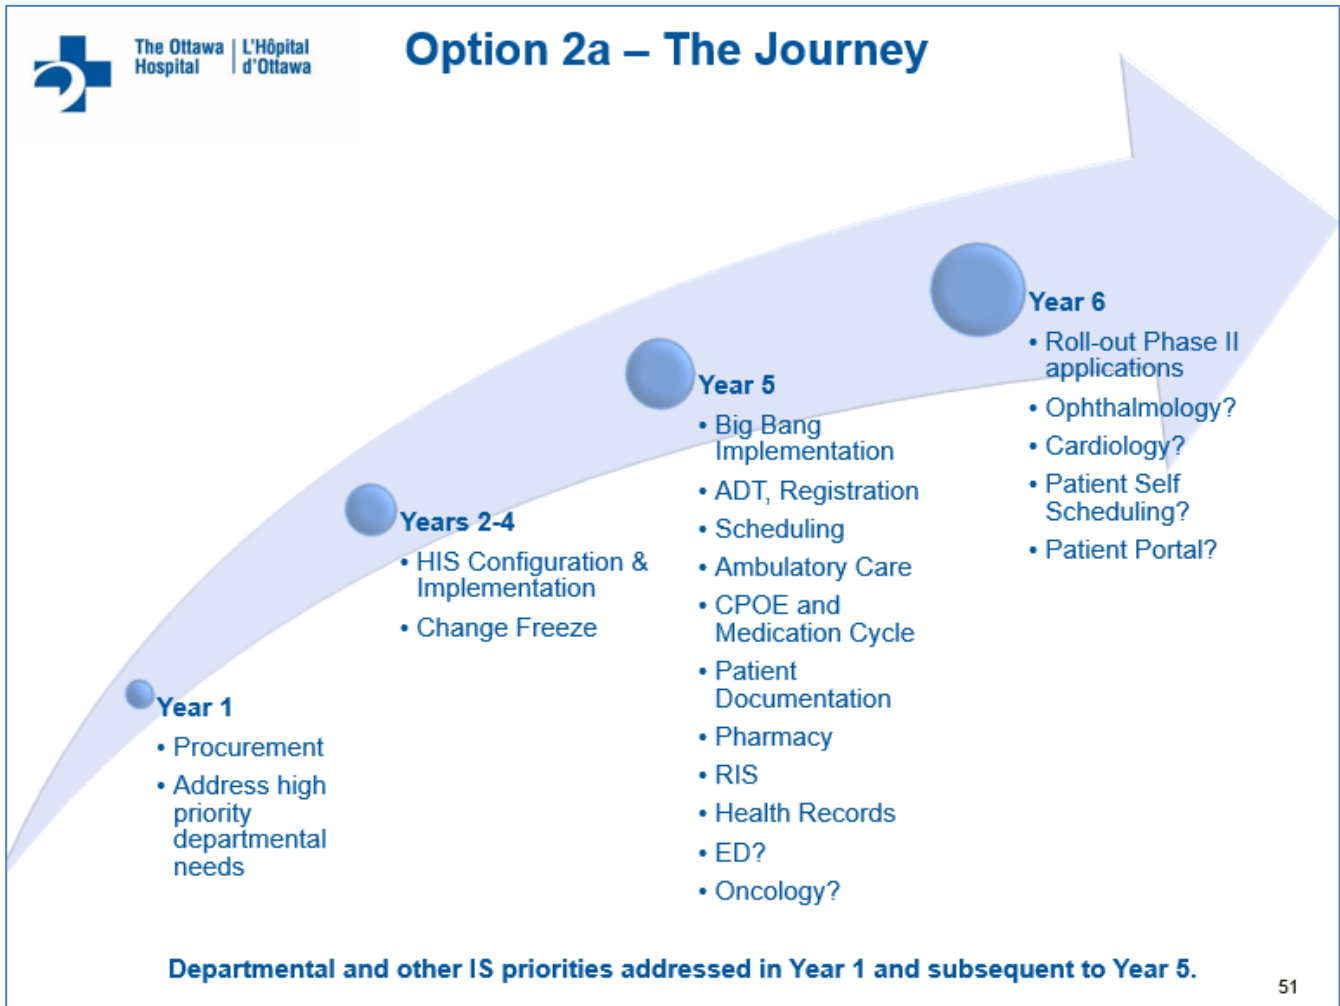 The Ottawa | L'Hôpital
Hospital | d'Ottawa
Option 2a – The Journey
Year 1
• Procurement
• Address high
priority
departmental
needs
Years 2-4
• HIS Configuration &
Implementation
• Change Freeze
Year 5
• Big Bang
Implementation
• ADT, Registration
• Scheduling
• Ambulatory Care
• CPOE and
Medication Cycle
• Patient
Documentation
• Pharmacy
• RIS
• Health Records
• ED?
• Oncology?
Year 6
• Roll-out Phase II
applications
• Ophthalmology?
• Cardiology?
• Patient Self
Scheduling?
• Patient Portal?
Departmental and other IS priorities addressed in Year 1 and subsequent to Year 5.
51